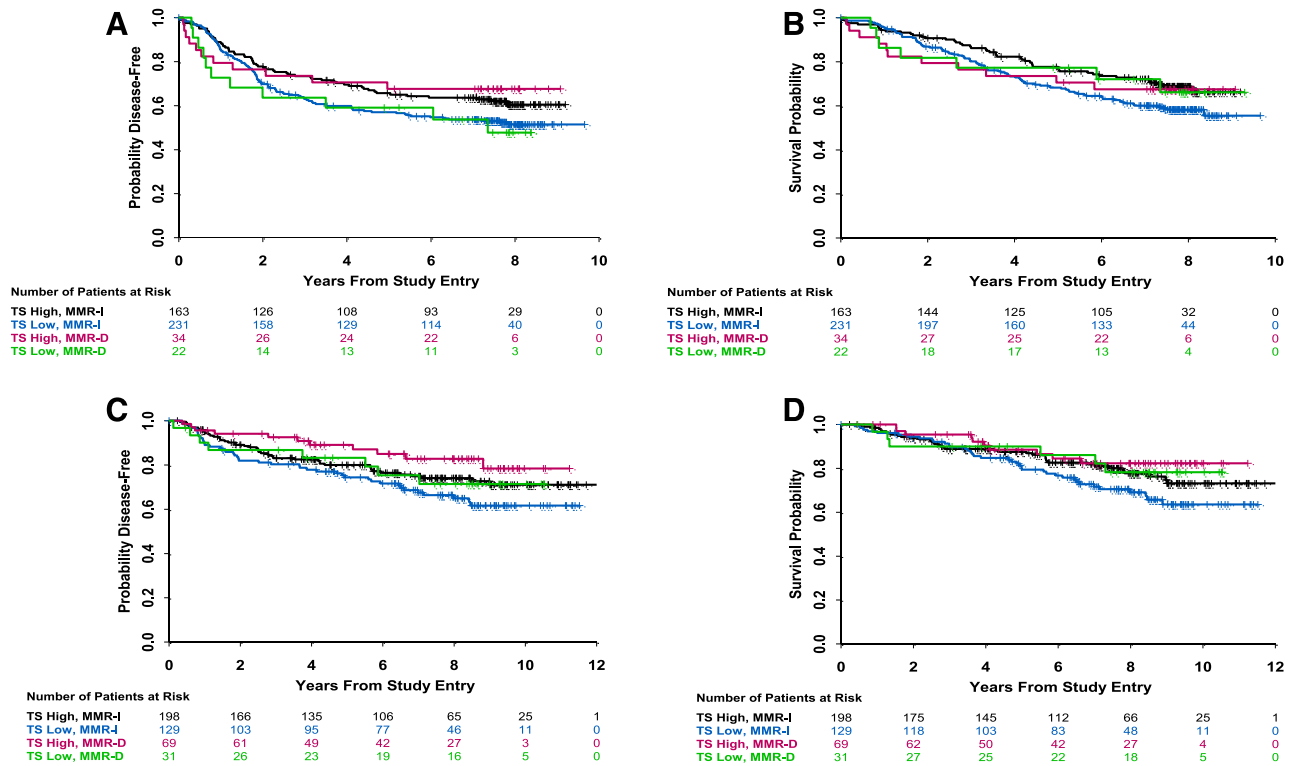 A
Probability Disease-Free
1.0
0.8
0.6
0.4
0.2
0.0
0 2 4 6 8 10
Years From Study Entry
Number of Patients at Risk
TS High, MMR-I 163 126 108 93 29 0
TS Low, MMR-I 231 158 129 114 40 0
TS High, MMR-D 34 26 24 22 6 0
TS Low, MMR-D 22 14 13 11 3 0
B
Survival Probability
1.0
0.8
0.6
0.4
0.2
0.0
0 2 4 6 8 10
Years From Study Entry
Number of Patients at Risk
TS High, MMR-I 163 144 125 105 32 0
TS Low, MMR-I 231 197 160 133 44 0
TS High, MMR-D 34 27 25 22 6 0
TS Low, MMR-D 22 18 17 13 4 0
C
Probability Disease-Free
1.0
0.8
0.6
0.4
0.2
0.0
0 2 4 6 8 10 12
Years From Study Entry
Number of Patients at Risk
TS High, MMR-I 198 166 135 106 65 25 1
TS Low, MMR-I 129 103 95 77 46 11 0
TS High, MMR-D 69 61 49 42 27 3 0
TS Low, MMR-D 31 26 23 19 16 5 0
D
Survival Probability
1.0
0.8
0.6
0.4
0.2
0.0
0 2 4 6 8 10 12
Years From Study Entry
Number of Patients at Risk
TS High, MMR-I 198 175 145 112 66 25 1
TS Low, MMR-I 129 118 103 83 48 11 0
TS High, MMR-D 69 62 50 42 27 4 0
TS Low, MMR-D 31 27 25 22 18 5 0